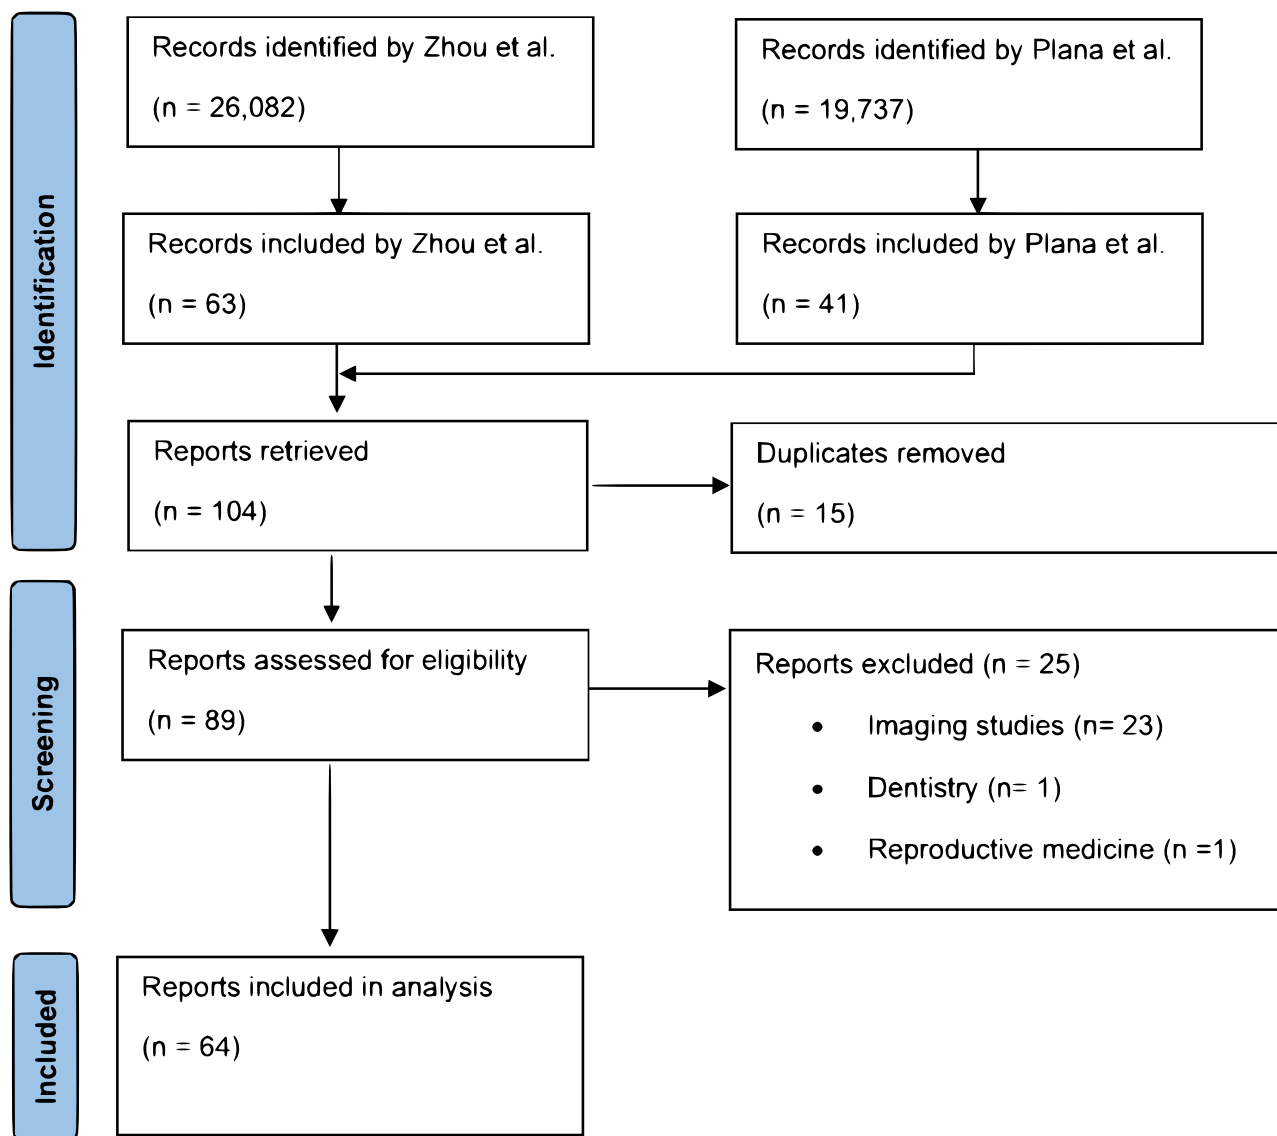 Identification
Records identified by Zhou et al.
(n = 26,082)
Records identified by Plana et al.
(n = 19,737)
Records included by Zhou et al.
(n = 63)
Records included by Plana et al.
(n = 41)
Reports retrieved
(n = 104)
Duplicates removed
(n = 15)
Screening
Reports assessed for eligibility
(n = 89)
Reports excluded (n = 25)
• Imaging studies (n= 23)
• Dentistry (n= 1)
• Reproductive medicine (n =1)
Included
Reports included in analysis
(n = 64)